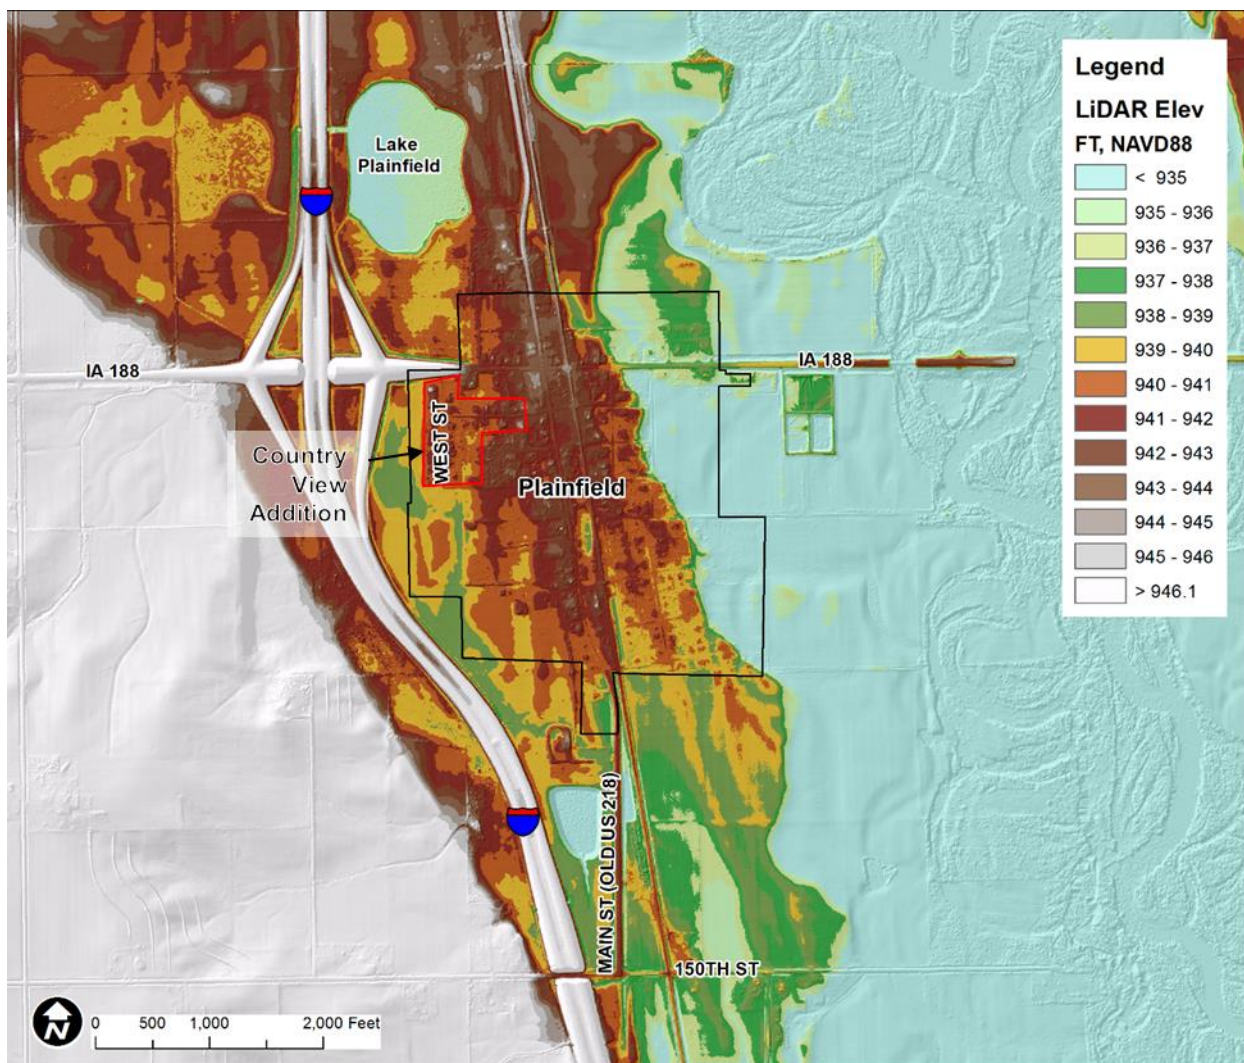 Legend
LiDAR Elev
FT, NAVD88
< 935
935 - 936
936 - 937
937 - 938
938 - 939
939 - 940
940 - 941
941 - 942
942 - 943
943 - 944
944 - 945
945 - 946
> 946.1
Lake
Plainfield
IA 188
IA 188
WEST ST
Country
View
Addition
Plainfield
MAIN ST (OLD US 218)
150TH ST
N
0 500 1,000 2,000 Feet